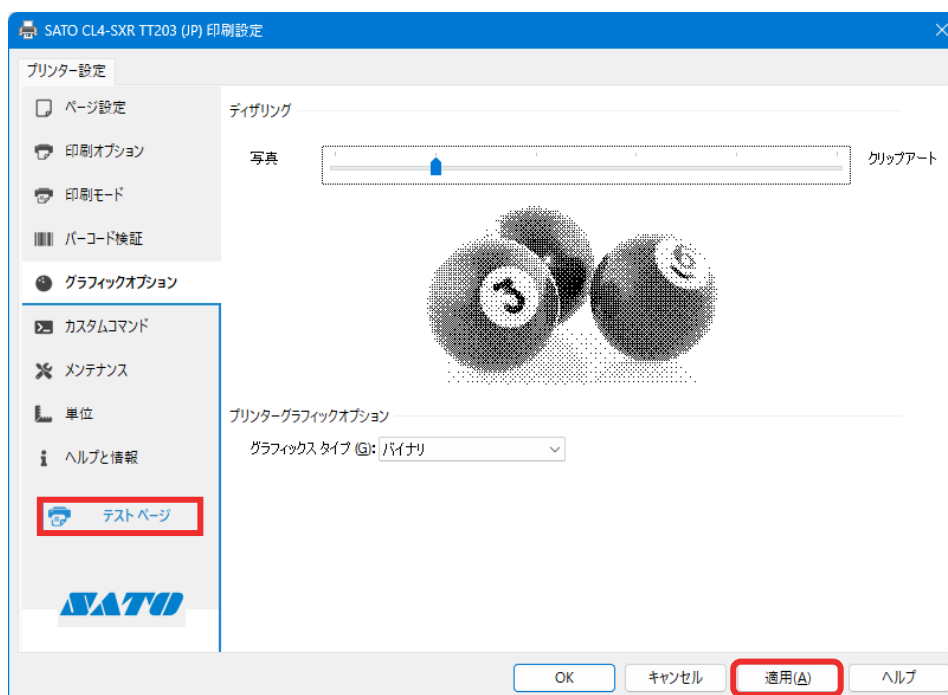 SATO CL4-SXR TT203 (JP) 印刷設定
プリンター設定
ページ設定
印刷オプション
印刷モード
バーコード検証
グラフィックオプション
カスタムコマンド
メンテナンス
単位
ヘルプと情報
テスト ページ
SATO
ディザリング
写真
クリップアート
3
プリンターグラフィックオプション
グラフィックス タイプ (G): バイナリ
OK
キャンセル
適用(A)
ヘルプ